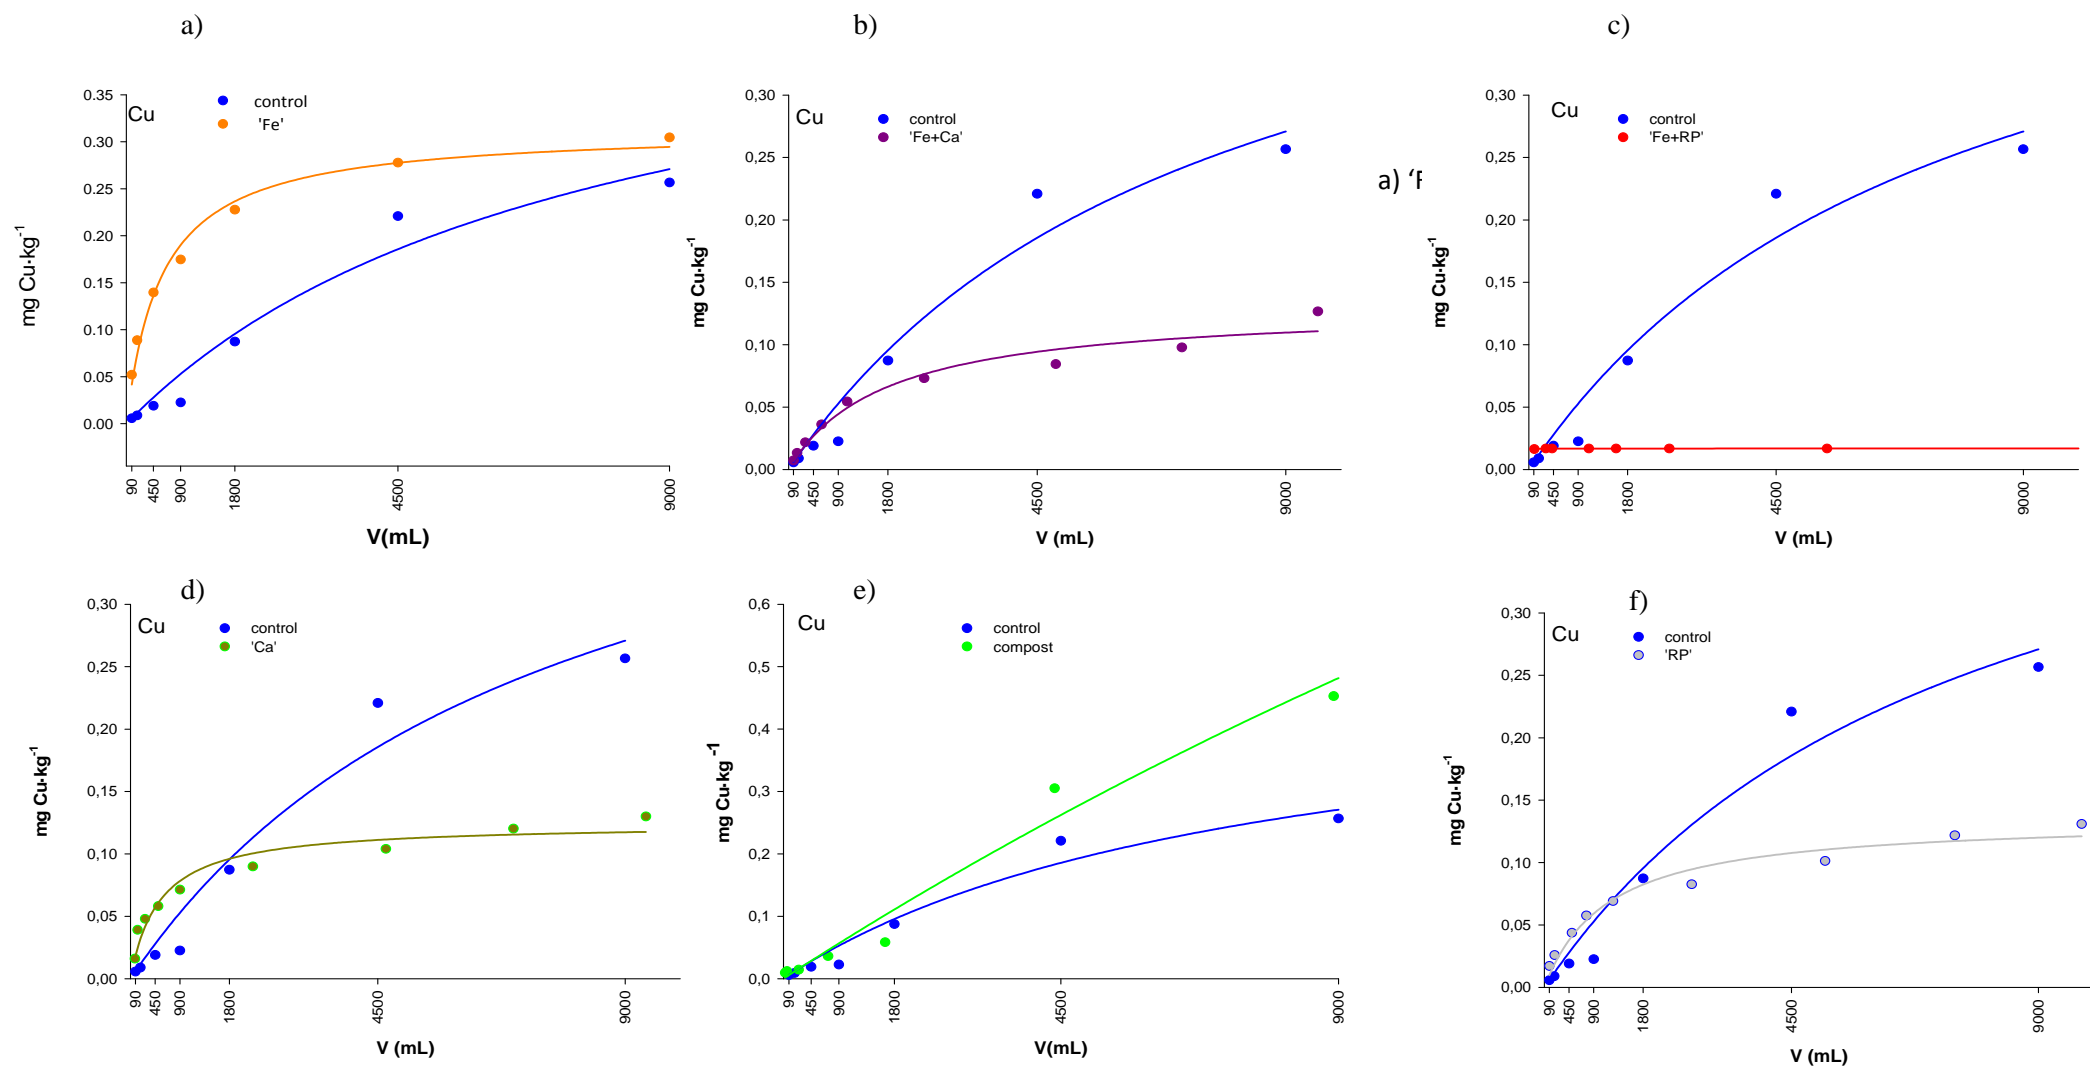 a)
Cu
control
'Fe'
0.35
0.30
0.25
0.20
0.15
0.10
0.05
0.00
mg Cu·kg-1
90
450
900
1800
4500
9000
V(mL)
b)
Cu
control
'Fe+Ca'
0,30
0,25
0,20
0,15
0,10
0,05
0,00
mg Cu·kg-1
90
450
900
1800
4500
9000
V (mL)
a) ‘F
c)
Cu
control
'Fe+RP'
0,30
0,25
0,20
0,15
0,10
0,05
0,00
mg Cu·kg-1
90
450
900
1800
4500
9000
V (mL)
d)
Cu
control
'Ca'
0,30
0,25
0,20
0,15
0,10
0,05
0,00
mg Cu·kg-1
90
450
900
1800
4500
9000
V (mL)
e)
Cu
control
compost
0,6
0,5
0,4
0,3
0,2
0,1
0,0
mg Cu·kg-1
90
450
900
1800
4500
9000
V(mL)
f)
Cu
control
'RP'
0,30
0,25
0,20
0,15
0,10
0,05
0,00
mg Cu·kg-1
90
450
900
1800
4500
9000
V (mL)